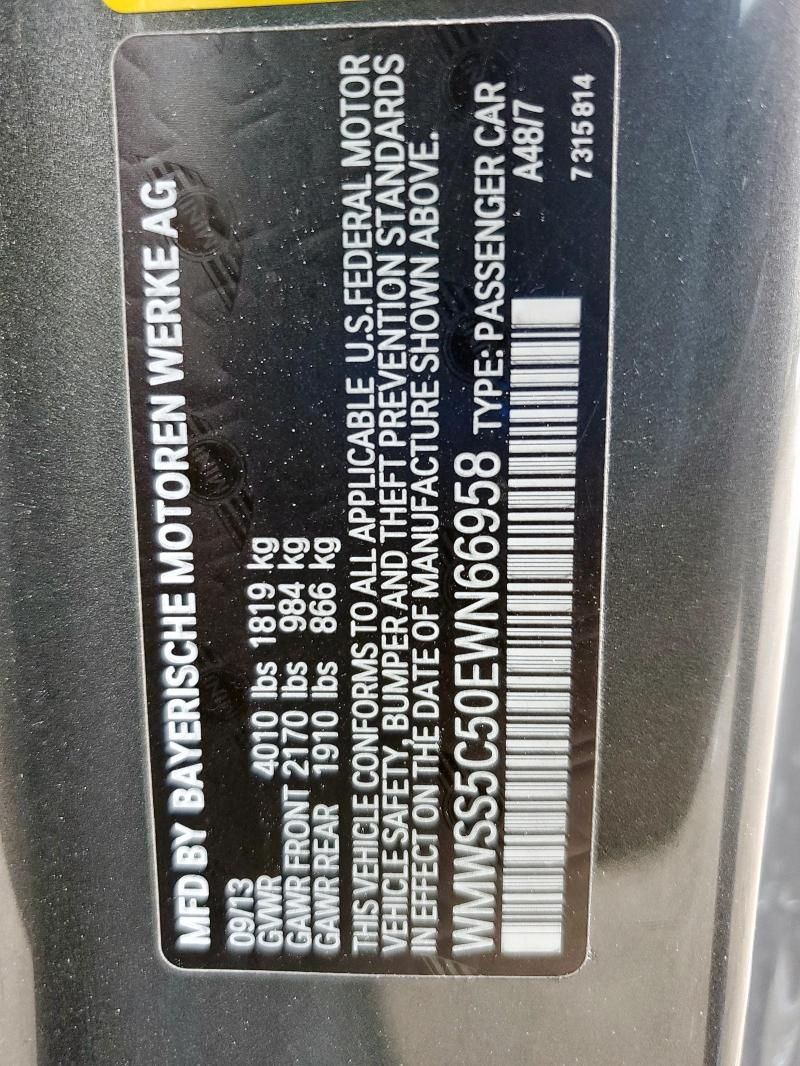 MFD BY BAYERISCHE MOTOREN WERKE AG
09/13
GVWR 4010 lbs 1819 kg
GAWR FRONT 2170 lbs 984 kg
GAWR REAR 1910 lbs 866 kg
THIS VEHICLE CONFORMS TO ALL APPLICABLE U.S.FEDERAL MOTOR
VEHICLE SAFETY, BUMPER AND THEFT PREVENTION STANDARDS
IN EFFECT ON THE DATE OF MANUFACTURE SHOWN ABOVE.
WMWSS5C50EWN66958 TYPE: PASSENGER CAR
A48/7
7 315 814